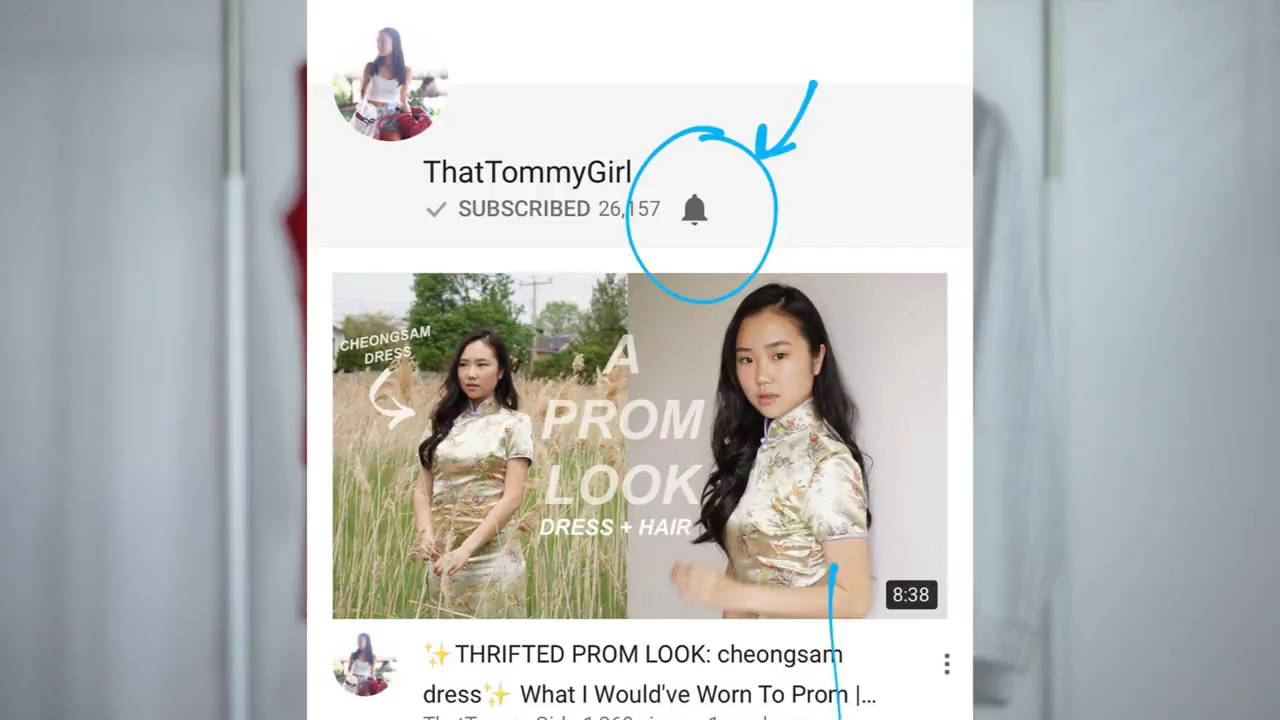 ThatTommyGirl
SUBSCRIBED 26,157
CHEONGSAM
DRESS
A
PROM
LOOK
DRESS + HAIR
8:38
✨THRIFTED PROM LOOK: cheongsam
dress✨ What I Would've Worn To Prom |...